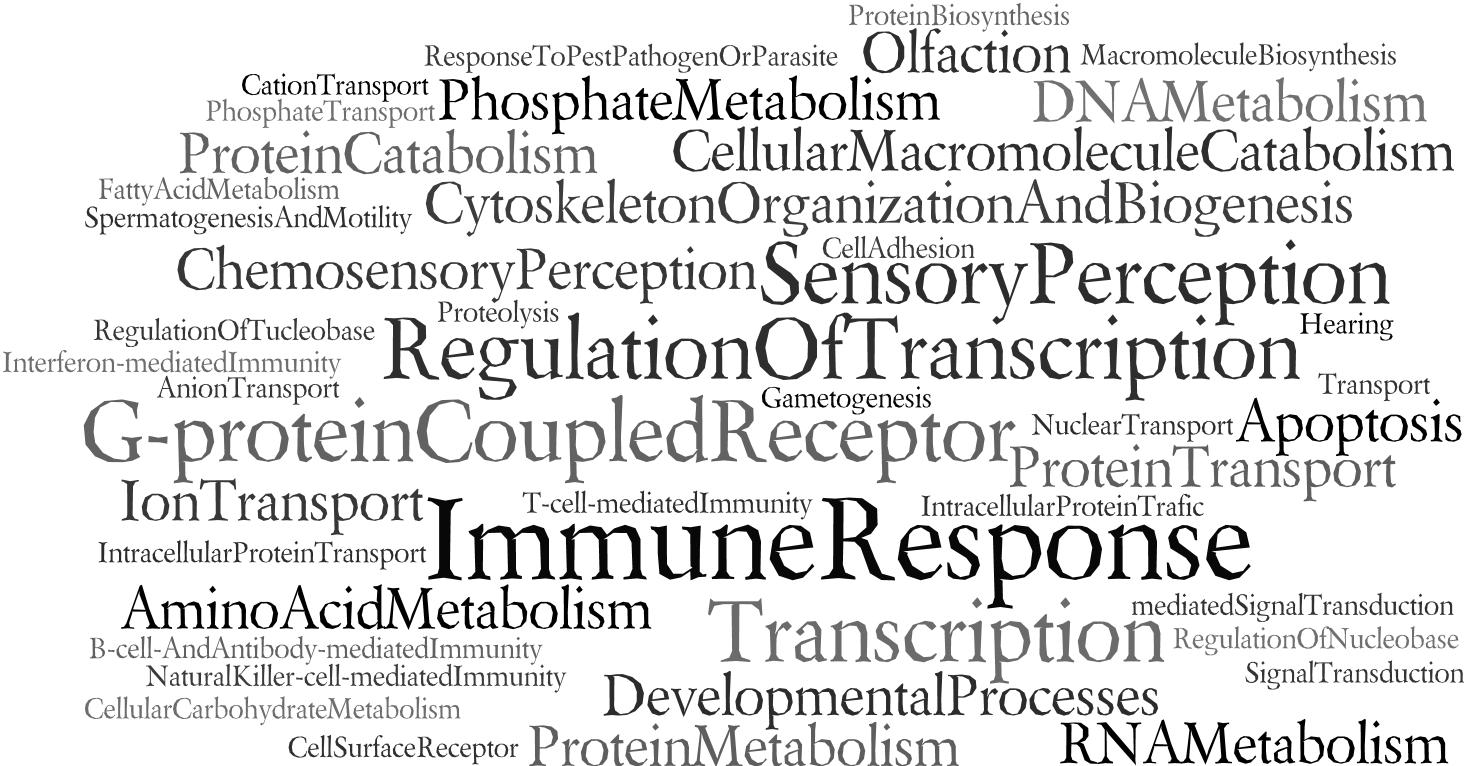 ProteinBiosynthesis
ResponseToPestPathogenOrParasite Olfaction MacromoleculeBiosynthesis
CationTransport PhosphateMetabolism DNAMetabolism
PhosphateTransport
ProteinCatabolism CellularMacromoleculeCatabolism
FattyAcidMetabolism
SpermatogenesisAndMotility CytoskeletonOrganizationAndBiogenesis
CellAdhesion
ChemosensoryPerception SensoryPerception
Proteolysis
RegulationOfTucleobase RegulationOfTranscription Hearing
Interferon-mediatedImmunity
AnionTransport Gametogenesis Transport
G-proteinCoupledReceptor NuclearTransport Apoptosis
ProteinTransport
IonTransport T-cell-mediatedImmunity IntracellularProteinTrafic
IntracellularProteinTransport ImmuneResponse
AminoAcidMetabolism Transcription mediatedSignalTransduction
B-cell-AndAntibody-mediatedImmunity RegulationOfNucleobase
NaturalKiller-cell-mediatedImmunity SignalTransduction
CellularCarbohydrateMetabolism DevelopmentalProcesses
CellSurfaceReceptor ProteinMetabolism RNAMetabolism